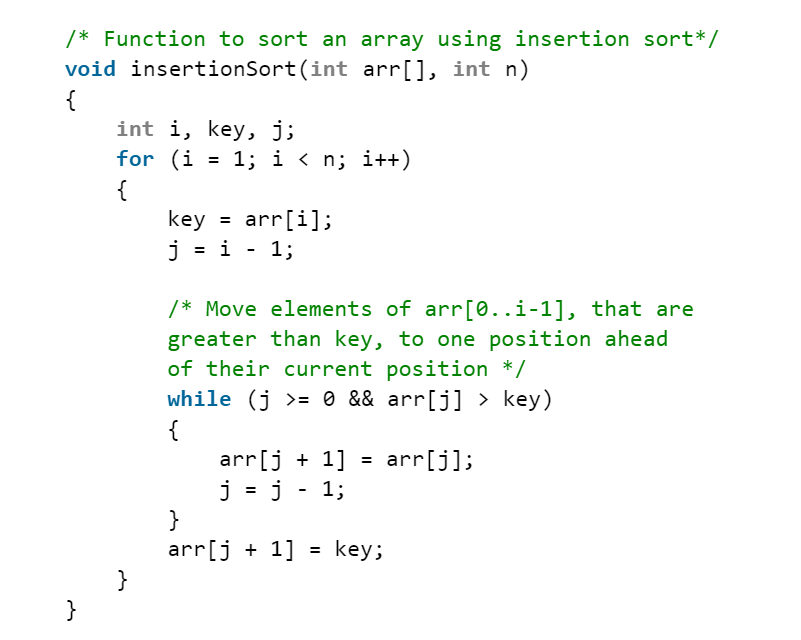 /* Function to sort an array using insertion sort*/
void insertionSort(int arr[], int n)
{
    int i, key, j;
    for (i = 1; i < n; i++)
    {
        key = arr[i];
        j = i - 1;

        /* Move elements of arr[0..i-1], that are
        greater than key, to one position ahead
        of their current position */
        while (j >= 0 && arr[j] > key)
        {
            arr[j + 1] = arr[j];
            j = j - 1;
        }
        arr[j + 1] = key;
    }
}